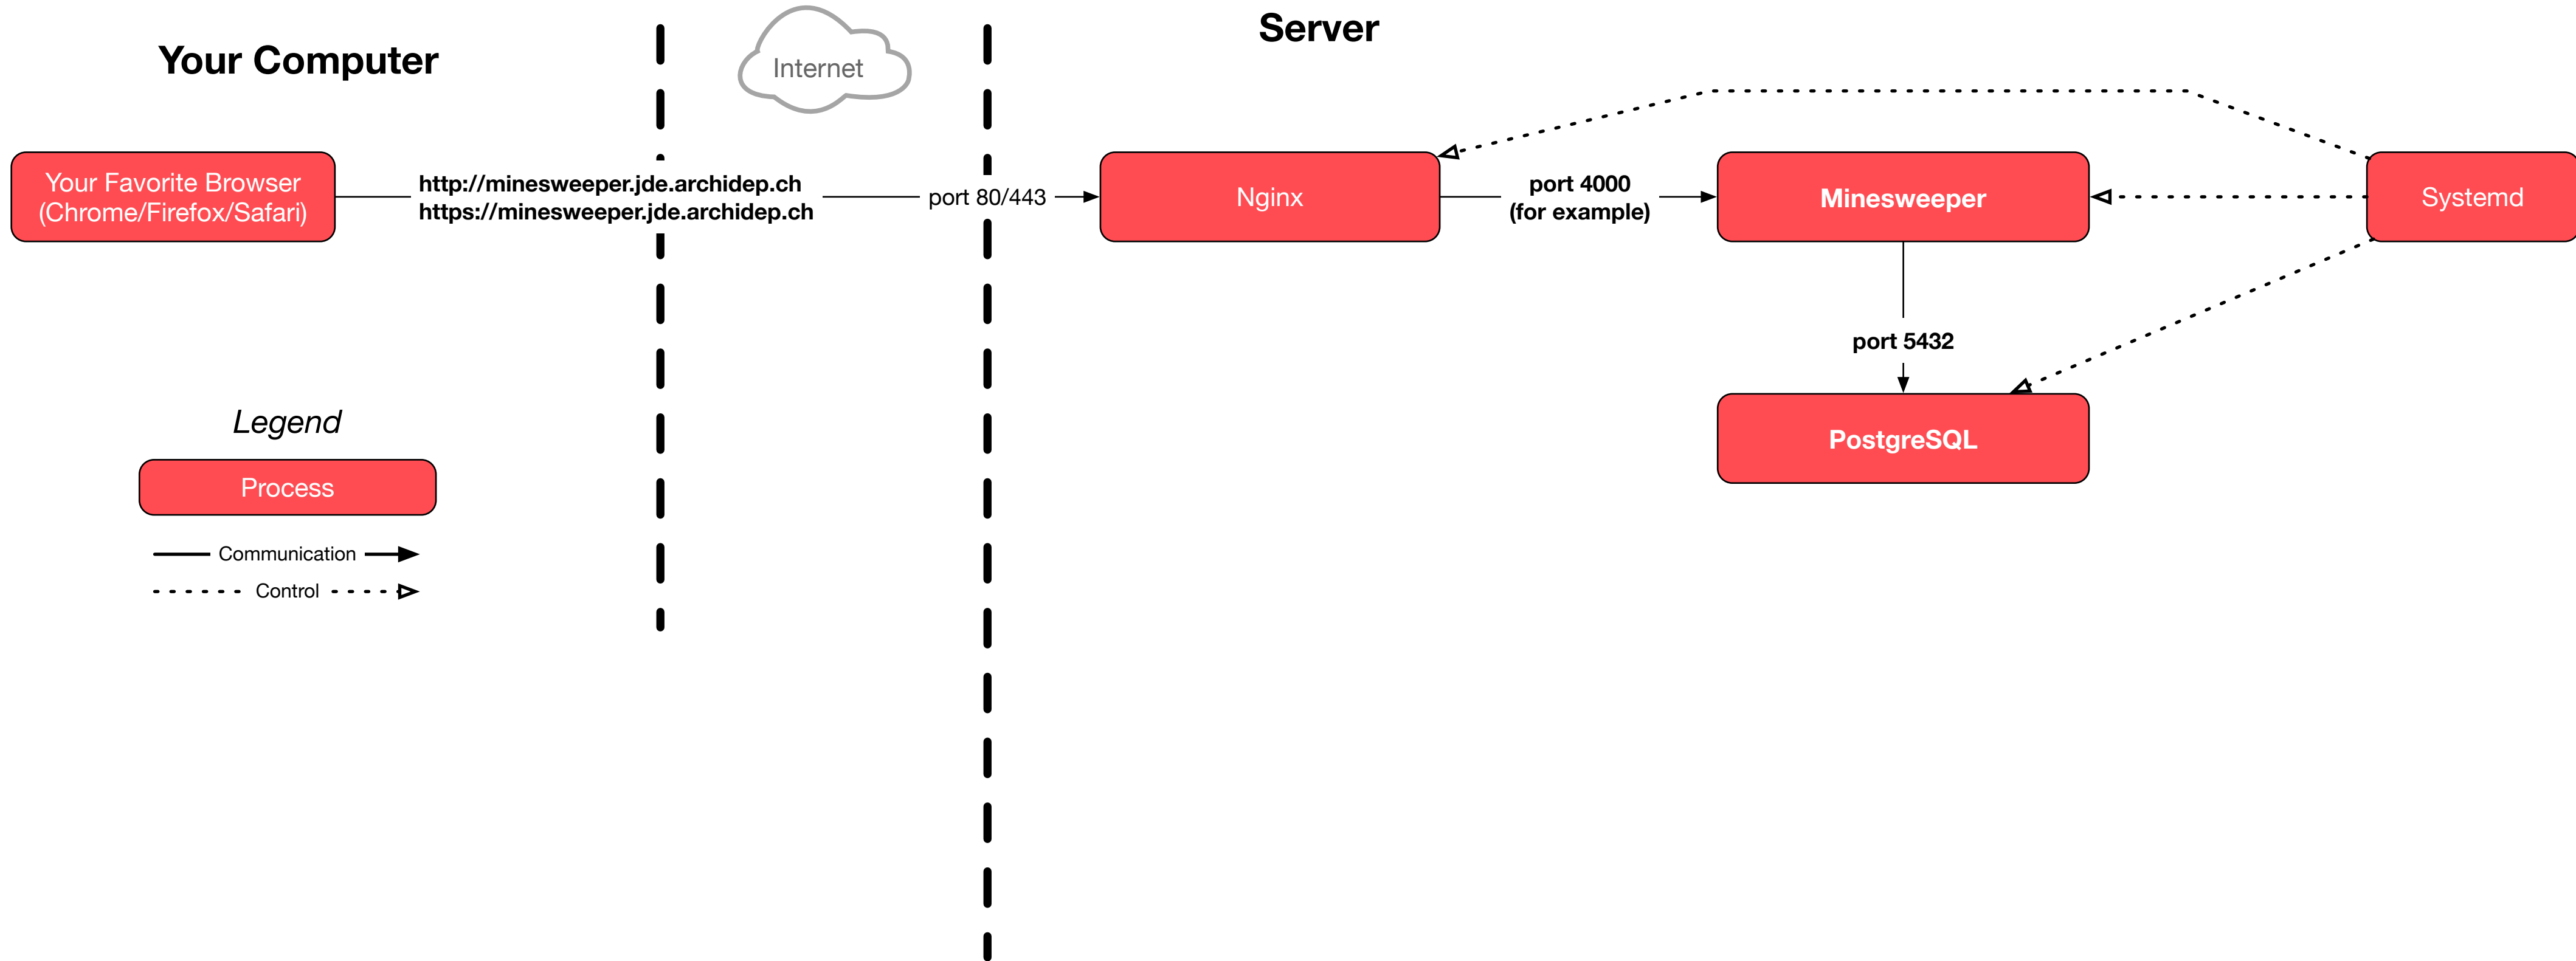 Your Computer
Internet
Server
Your Favorite Browser
(Chrome/Firefox/Safari)
http://minesweeper.jde.archidep.ch
https://minesweeper.jde.archidep.ch
port 80/443
Nginx
port 4000
(for example)
Minesweeper
Systemd
port 5432
PostgreSQL
Legend
Process
Communication
Control